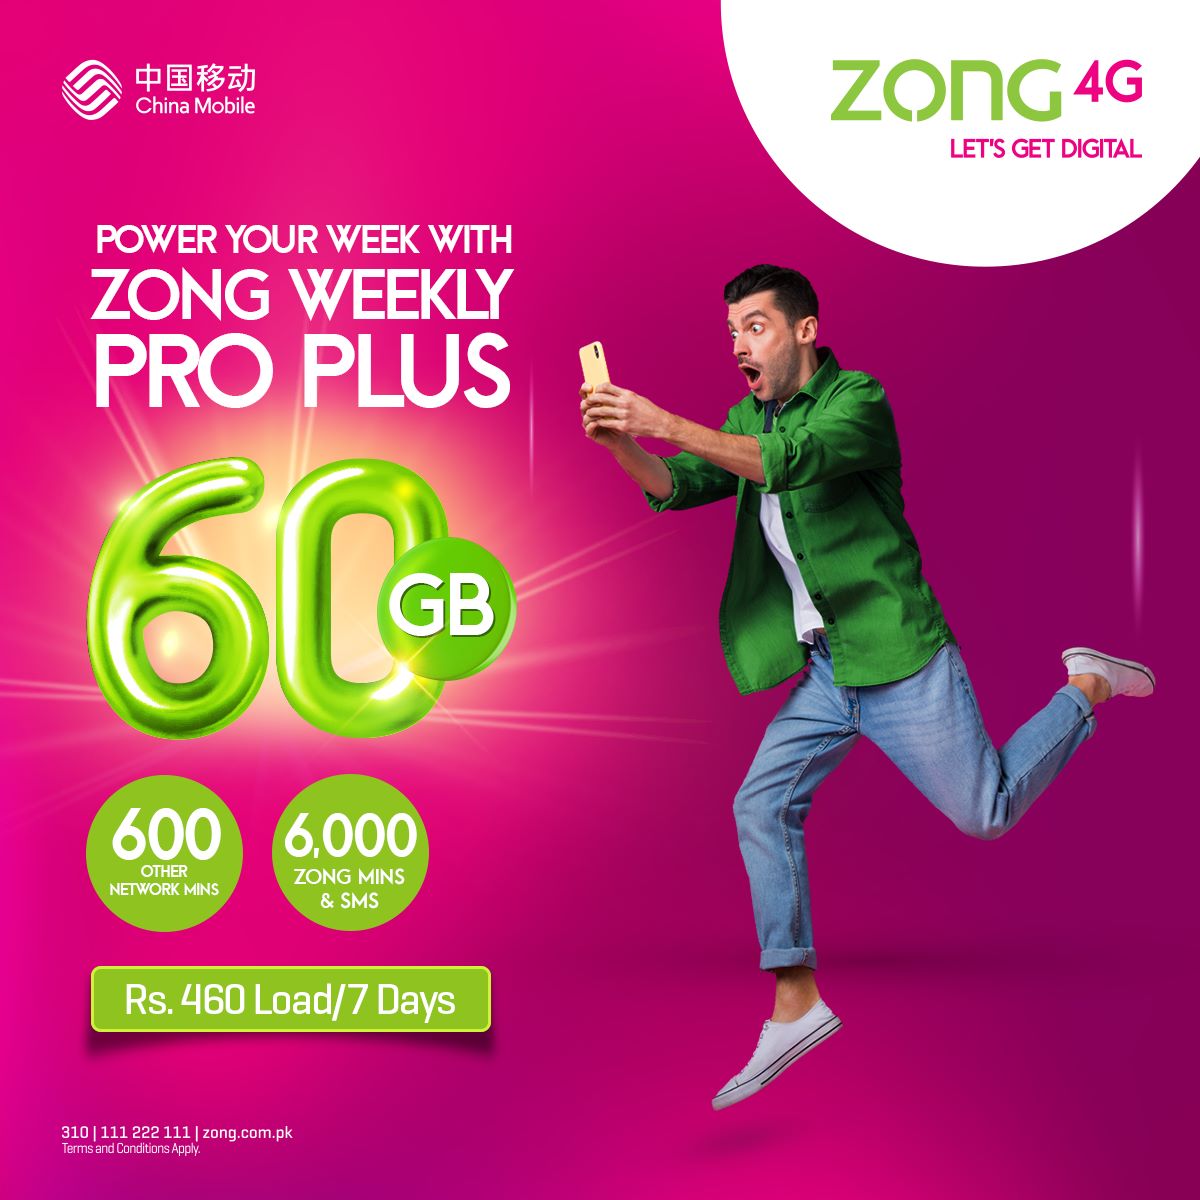 中国移动
China Mobile
ZONG 4G
LET'S GET DIGITAL
POWER YOUR WEEK WITH
ZONG WEEKLY
PRO PLUS
60
GB
600
OTHER
NETWORK MINS
6,000
ZONG MINS
& SMS
Rs. 460 Load/7 Days
310 | 111 222 111 | zong.com.pk
Terms and Conditions Apply.